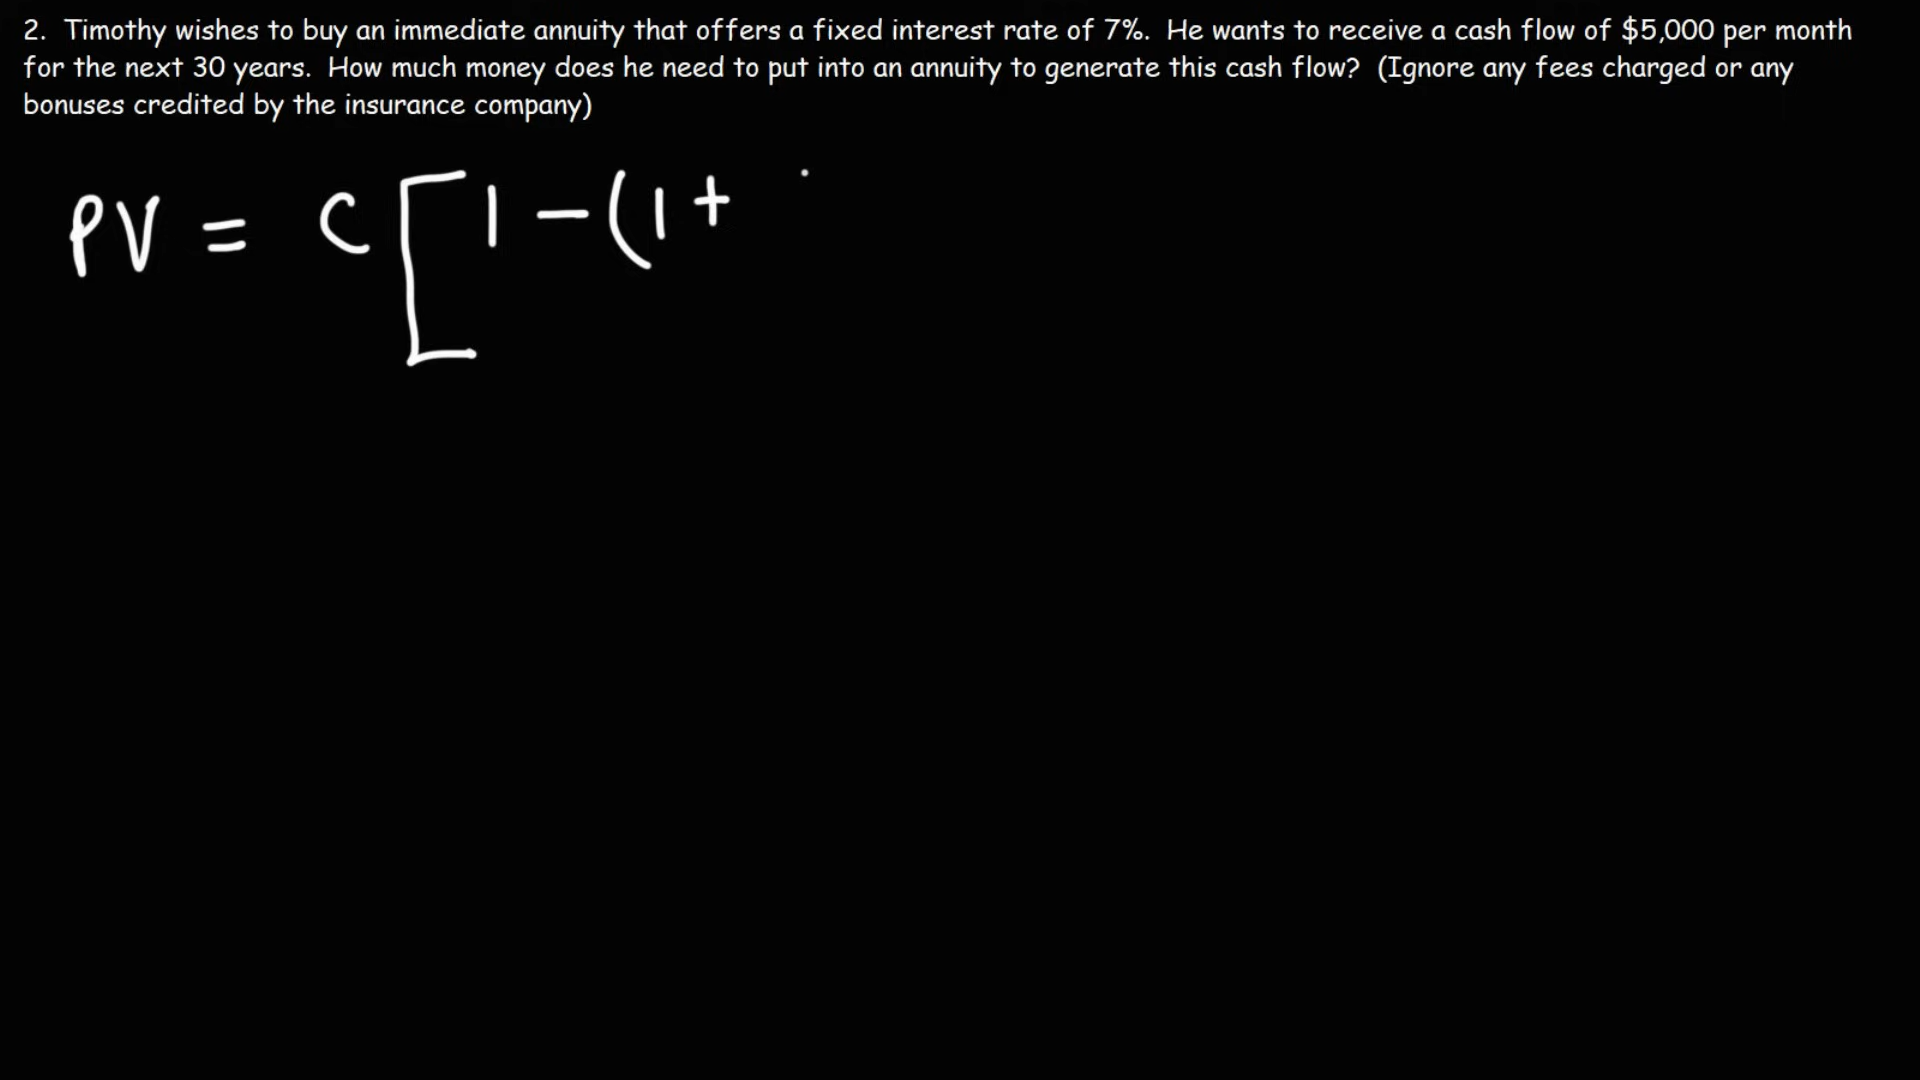 2. Timothy wishes to buy an immediate annuity that offers a fixed interest rate of 7%. He wants to receive a cash flow of $5,000 per month
for the next 30 years. How much money does he need to put into an annuity to generate this cash flow? (Ignore any fees charged or any
bonuses credited by the insurance company)
PV = C [ 1 - ( 1 +